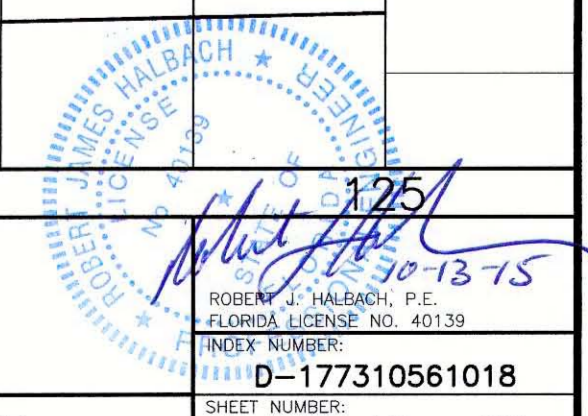 ROBERT JAMES HALBACH
LICENSE
No 40139
STATE OF
FLORIDA
PROFESSIONAL ENGINEER
125
10-13-15
ROBERT J. HALBACH, P.E.
FLORIDA LICENSE NO. 40139
INDEX NUMBER:
D-177310561018
SHEET NUMBER: